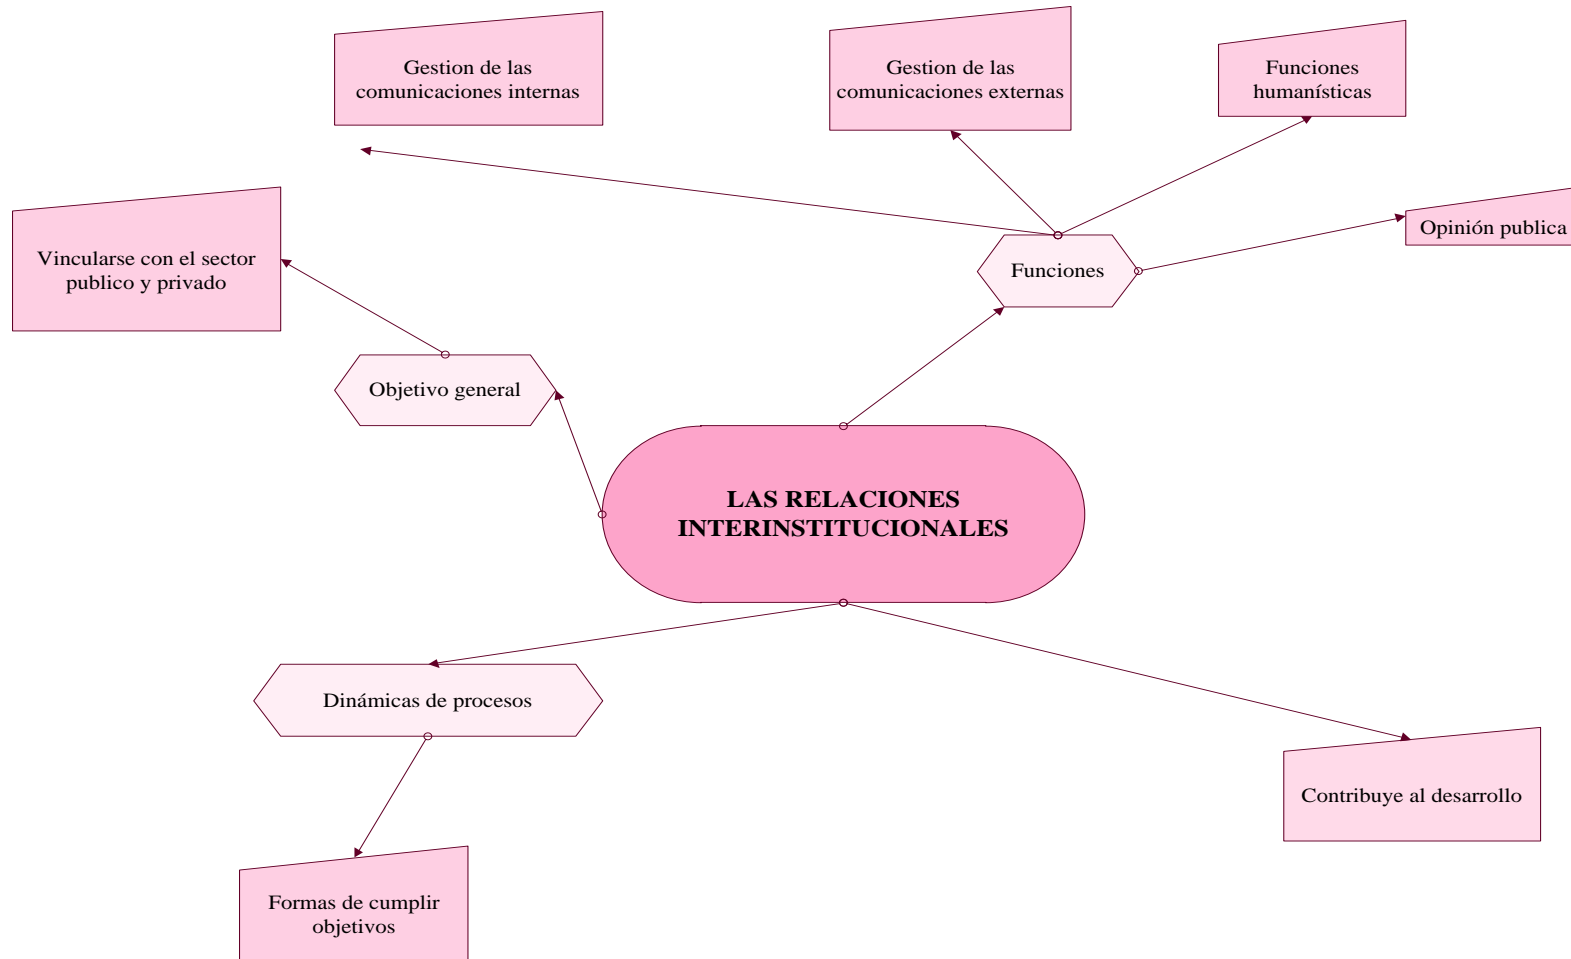 Gestion de las
comunicaciones internas
Gestion de las
comunicaciones externas
Funciones
humanísticas
Opinión publica
Vincularse con el sector
publico y privado
Funciones
Objetivo general
LAS RELACIONES
INTERINSTITUCIONALES
Dinámicas de procesos
Contribuye al desarrollo
Formas de cumplir
objetivos